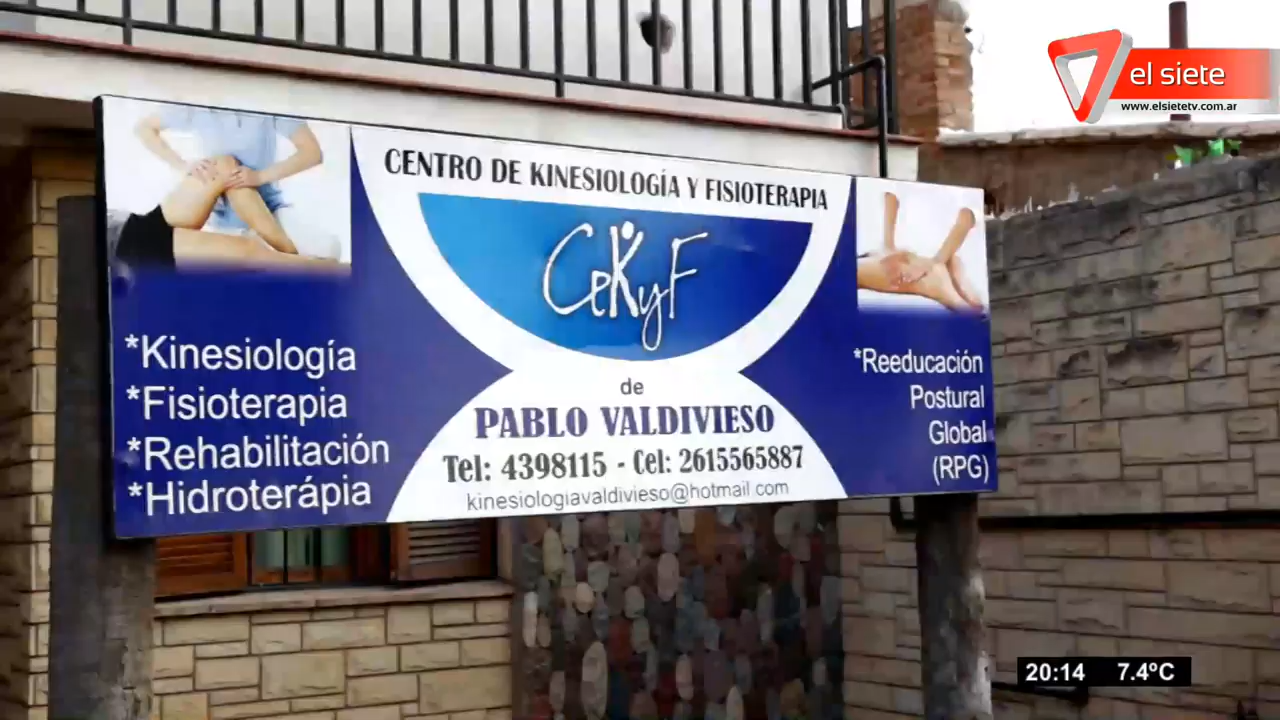 el siete
www.elsietetv.com.ar
CENTRO DE KINESIOLOGÍA Y FISIOTERAPIA
CeKyF
de
PABLO VALDIVIESO
Tel: 4398115 - Cel: 2615565887
kinesiologiavaldivieso@hotmail.com
*Kinesiología
*Fisioterapia
*Rehabilitación
*Hidroterápia
*Reeducación
Postural
Global
(RPG)
20:14 7.4ºC